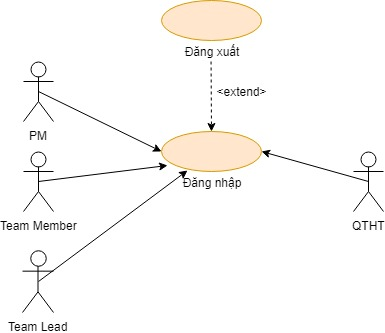 Đăng xuất
<extend>
PM
Đăng nhập
Team Member
QTHT
Team Lead